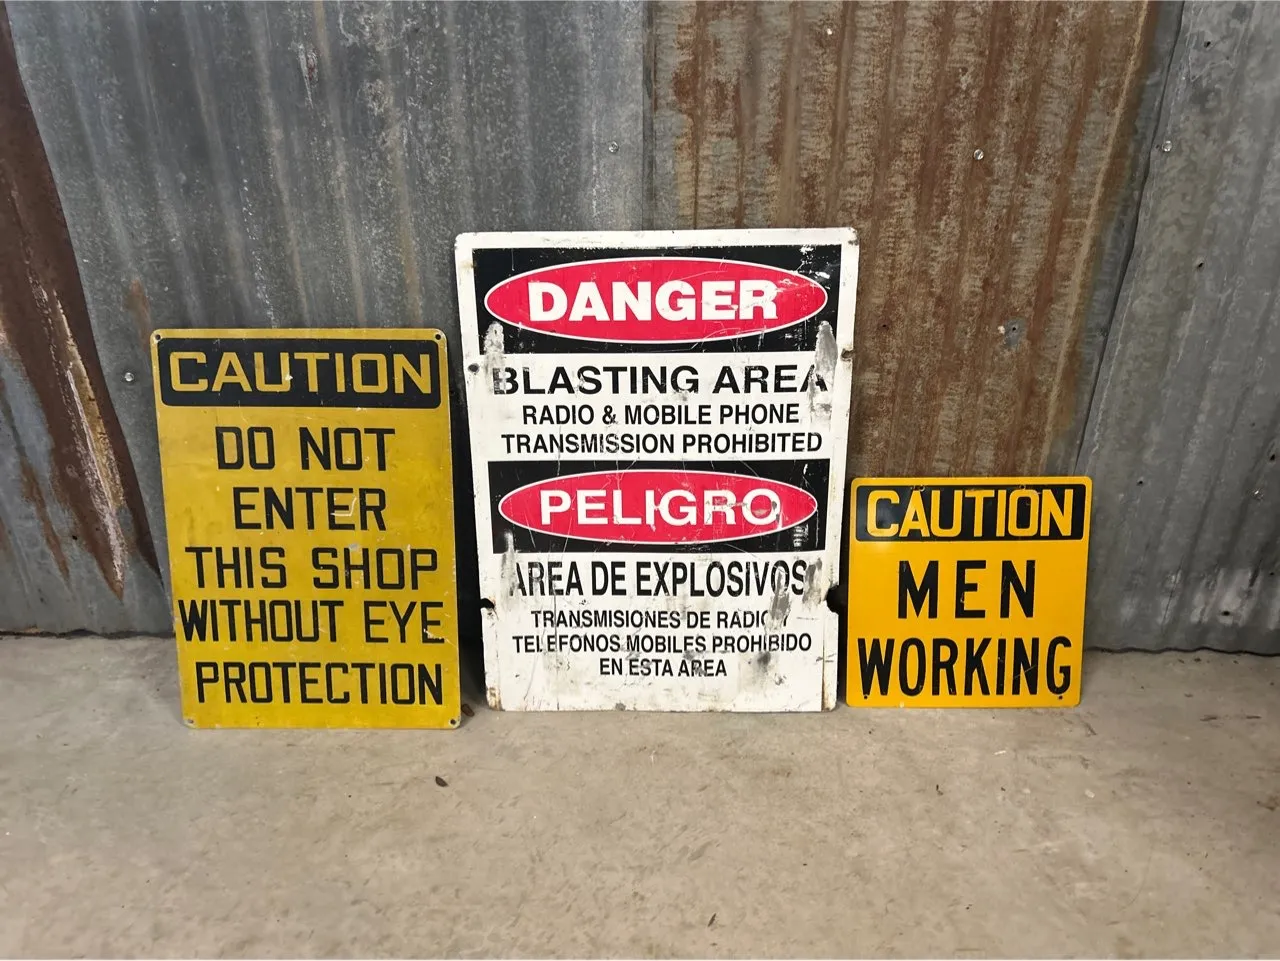 CAUTION
DO NOT
ENTER
THIS SHOP
WITHOUT EYE
PROTECTION
DANGER
BLASTING AREA
RADIO & MOBILE PHONE
TRANSMISSION PROHIBITED
PELIGRO
AREA DE EXPLOSIVOS
TRANSMISIONES DE RADIO Y
TELEFONOS MOBILES PROHIBIDO
EN ESTA AREA
CAUTION
MEN
WORKING